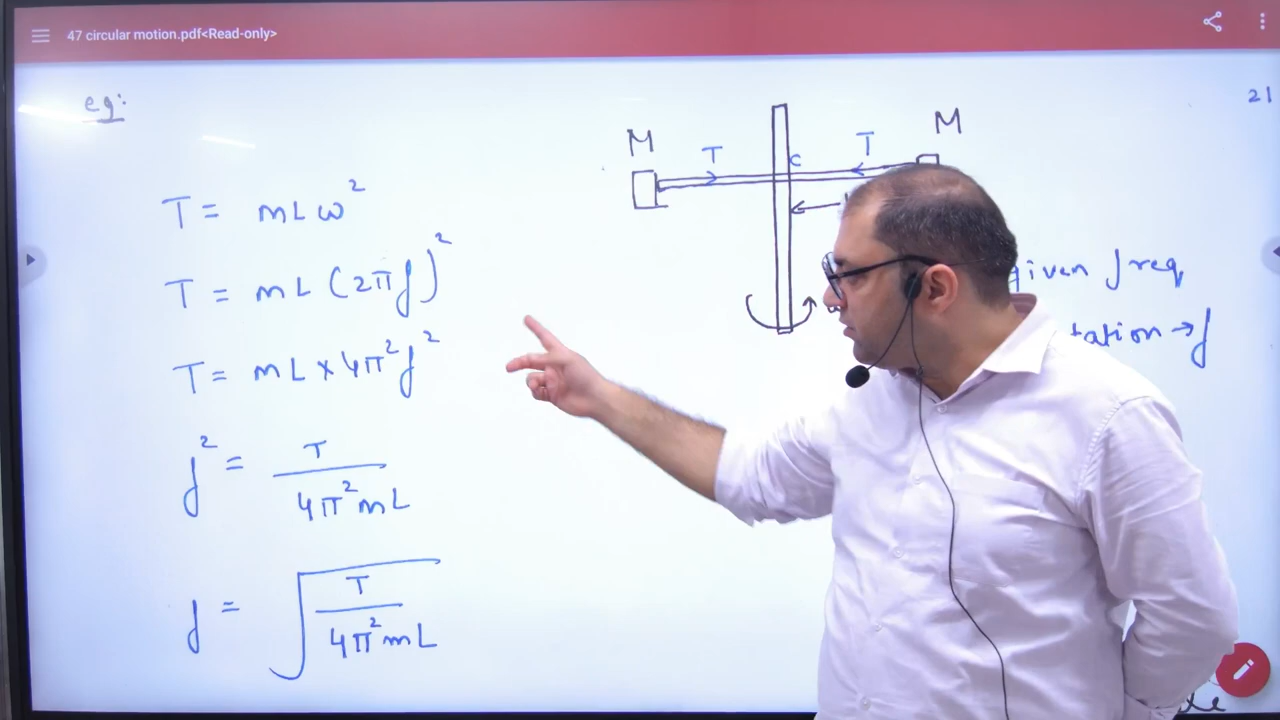 47 circular motion.pdf<Read-only>
eg:
21
M
M
T
T
C
T = mLω²
T = mL(2πf)²
T = mL×4π²f²
f² = T / 4π²mL
f = √(T / 4π²mL)
given freq
tation → f